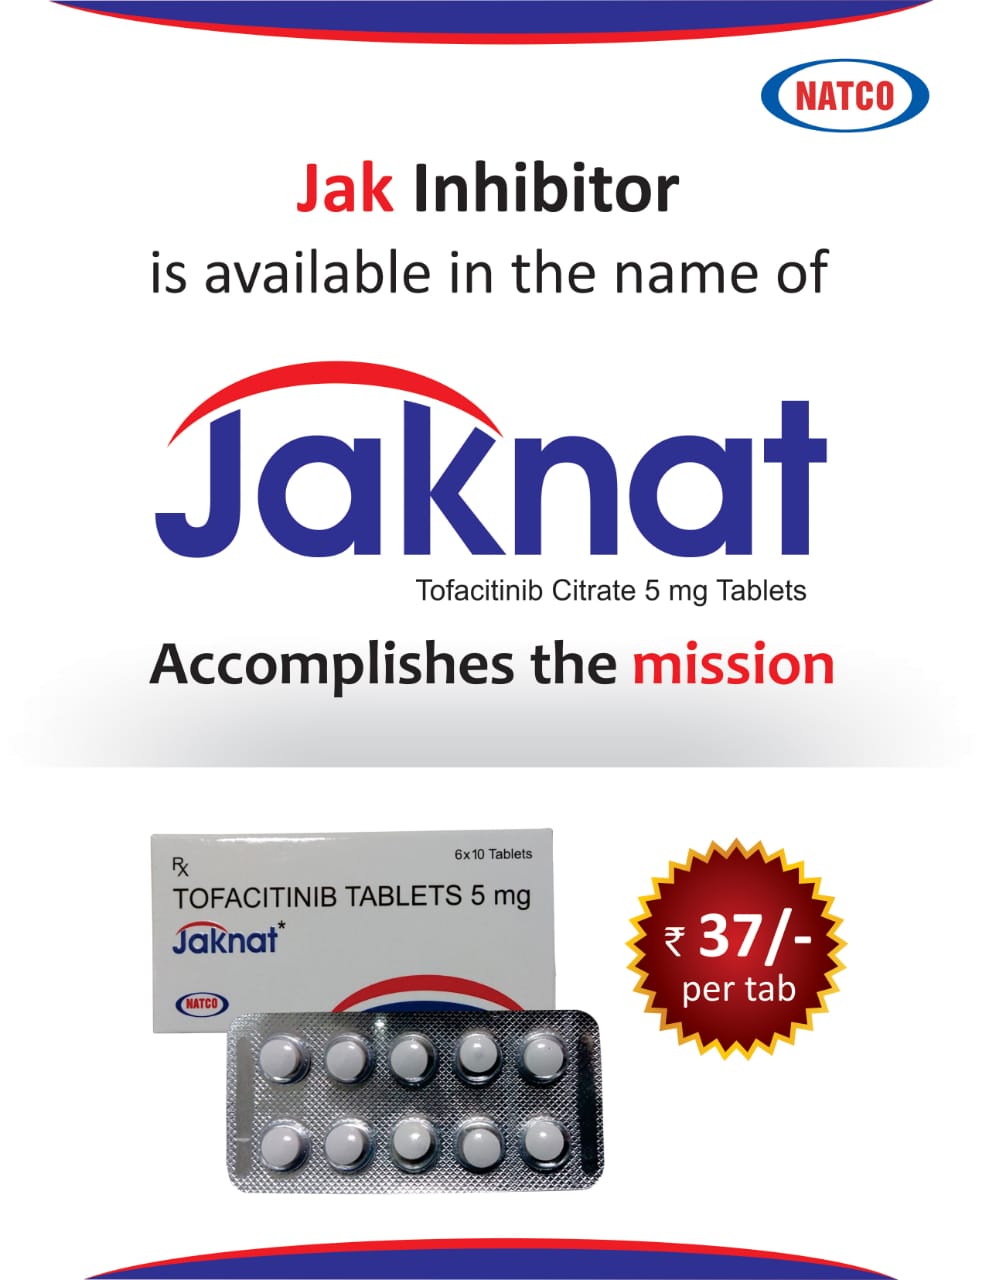 NATCO
Jak Inhibitor
is available in the name of
Jaknat
Tofacitinib Citrate 5 mg Tablets
Accomplishes the mission
Rx
6x10 Tablets
TOFACITINIB TABLETS 5 mg
Jaknat*
NATCO
₹ 37/-
per tab